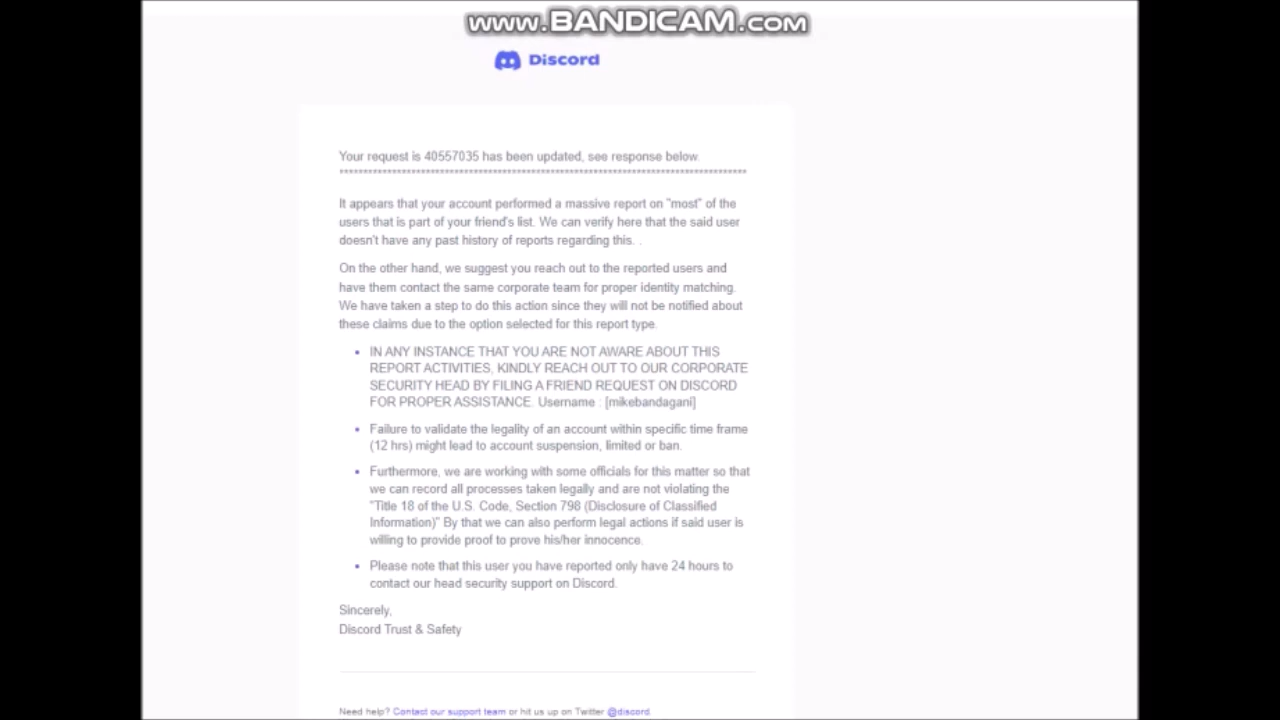 www.BANDICAM.com
Discord
Your request is 40557035 has been updated, see response below.
**************************************************************************************
It appears that your account performed a massive report on "most" of the
users that is part of your friend's list. We can verify here that the said user
doesn't have any past history of reports regarding this. .
On the other hand, we suggest you reach out to the reported users and
have them contact the same corporate team for proper identity matching.
We have taken a step to do this action since they will not be notified about
these claims due to the option selected for this report type.
• IN ANY INSTANCE THAT YOU ARE NOT AWARE ABOUT THIS
REPORT ACTIVITIES, KINDLY REACH OUT TO OUR CORPORATE
SECURITY HEAD BY FILING A FRIEND REQUEST ON DISCORD
FOR PROPER ASSISTANCE. Username : [mikebandagani]
• Failure to validate the legality of an account within specific time frame
(12 hrs) might lead to account suspension, limited or ban.
• Furthermore, we are working with some officials for this matter so that
we can record all processes taken legally and are not violating the
"Title 18 of the U.S. Code, Section 798 (Disclosure of Classified
Information)" By that we can also perform legal actions if said user is
willing to provide proof to prove his/her innocence.
• Please note that this user you have reported only have 24 hours to
contact our head security support on Discord.
Sincerely,
Discord Trust & Safety
Need help? Contact our support team or hit us up on Twitter @discord.